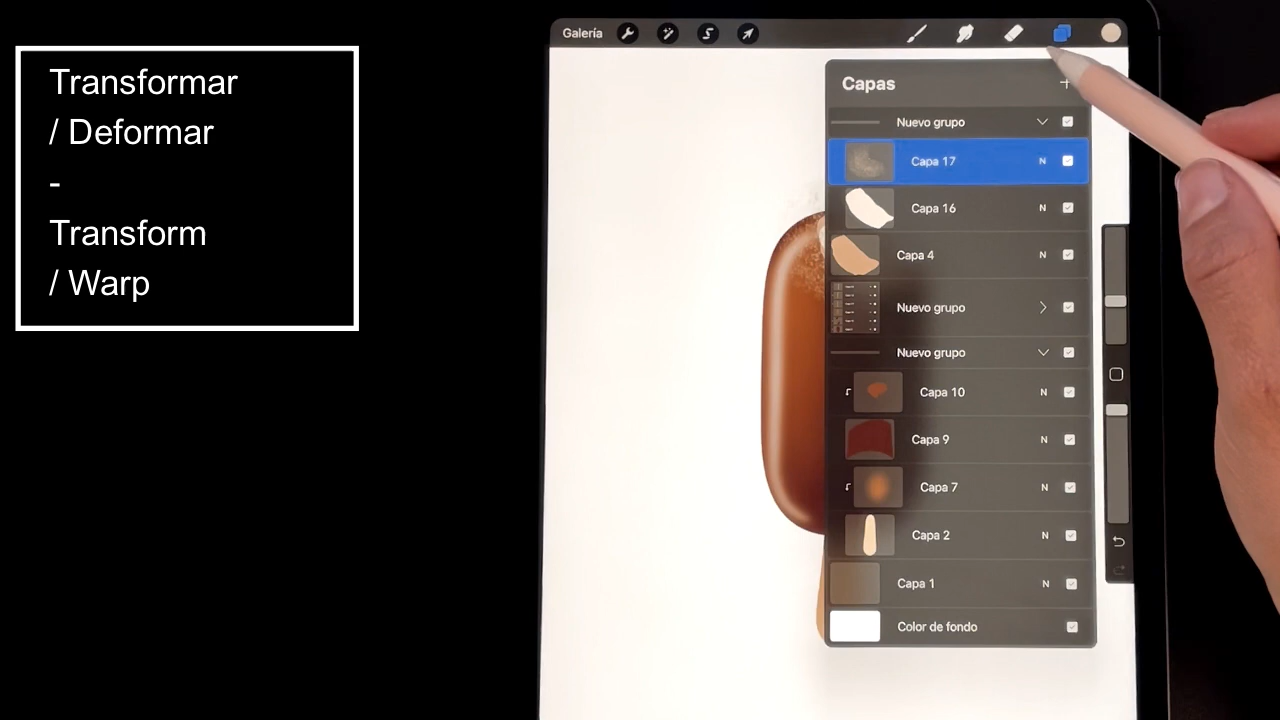 Transformar
/ Deformar
-
Transform
/ Warp
Galería
Capas
Nuevo grupo
Capa 17 N
Capa 16 N
Capa 4 N
Nuevo grupo
Nuevo grupo
Capa 10 N
Capa 9 N
Capa 7 N
Capa 2 N
Capa 1 N
Color de fondo